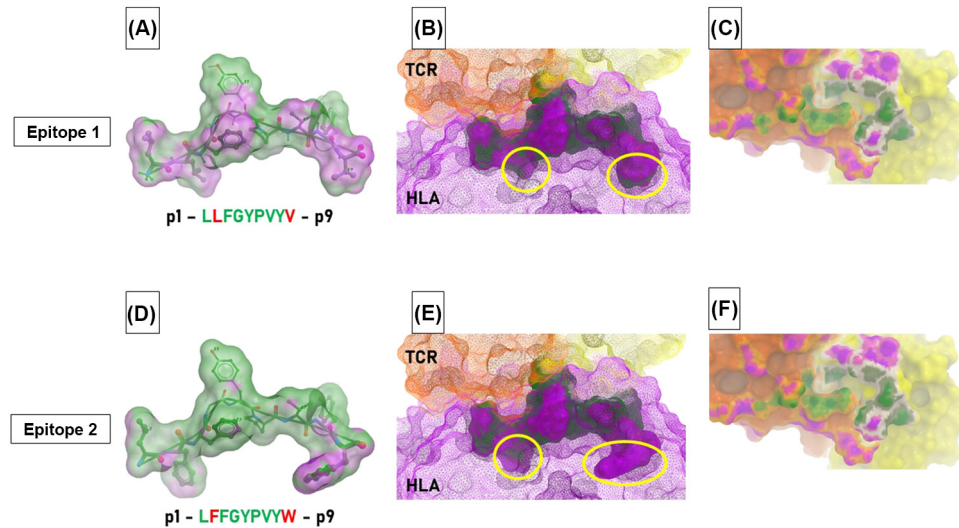 (A)
(B)
(C)
TCR
Epitope 1
HLA
p1 – LLFGYPVYV – p9
(D)
(E)
(F)
TCR
Epitope 2
HLA
p1 – LFFGYPVYW – p9